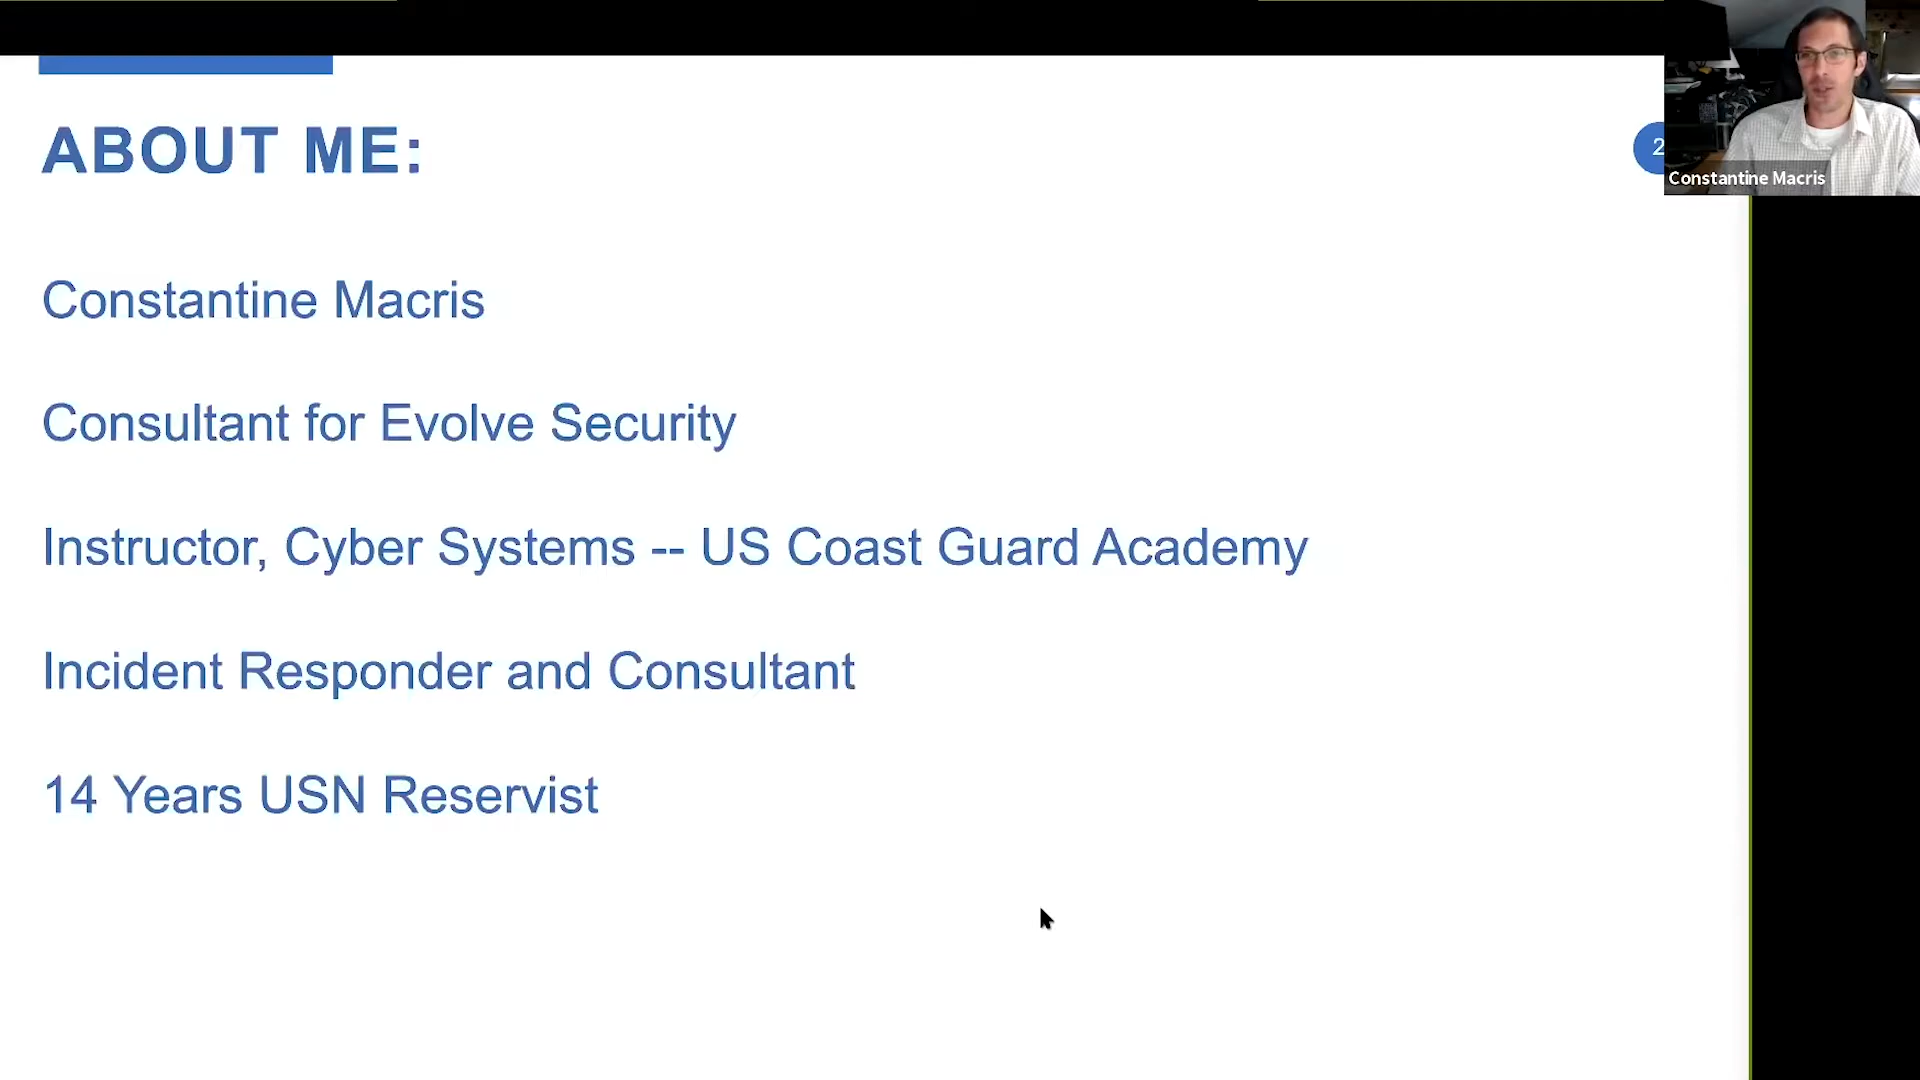 ABOUT ME:
2
Constantine Macris
Constantine Macris
Consultant for Evolve Security
Instructor, Cyber Systems -- US Coast Guard Academy
Incident Responder and Consultant
14 Years USN Reservist